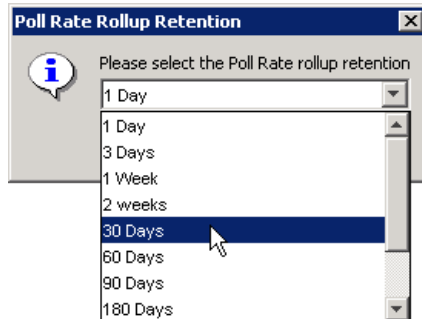 Poll Rate Rollup Retention
Please select the Poll Rate rollup retention
1 Day
1 Day
3 Days
1 Week
2 weeks
30 Days
60 Days
90 Days
180 Days